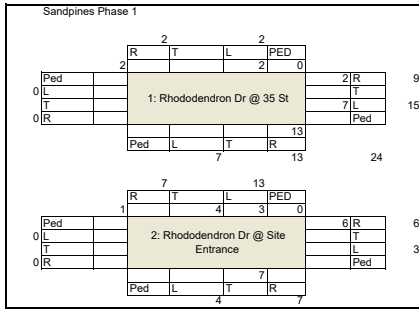 Sandpines Phase 1
2 2
R T L PED
2 2 0
Ped 2 R 9
0 L T
T 1: Rhododendron Dr @ 35 St 7 L 15
0 R Ped
13
Ped L T R
7 13 24
7 13
R T L PED
1 4 3 0
Ped 6 R 6
0 L 2: Rhododendron Dr @ Site T
T Entrance L 3
0 R Ped
7
Ped L T R
4 7